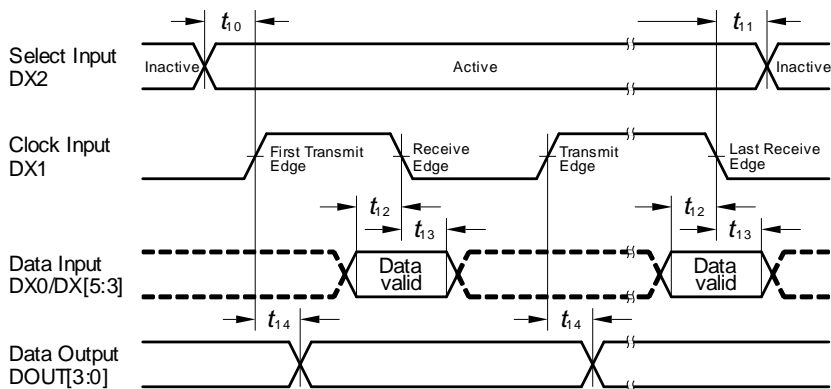 t10
t11
Select Input
DX2
Inactive
Active
Inactive
Clock Input
DX1
First Transmit
Edge
Receive
Edge
Transmit
Edge
Last Receive
Edge
t12
t13
t12
t13
Data Input
DX0/DX[5:3]
Data
valid
Data
valid
t14
t14
Data Output
DOUT[3:0]